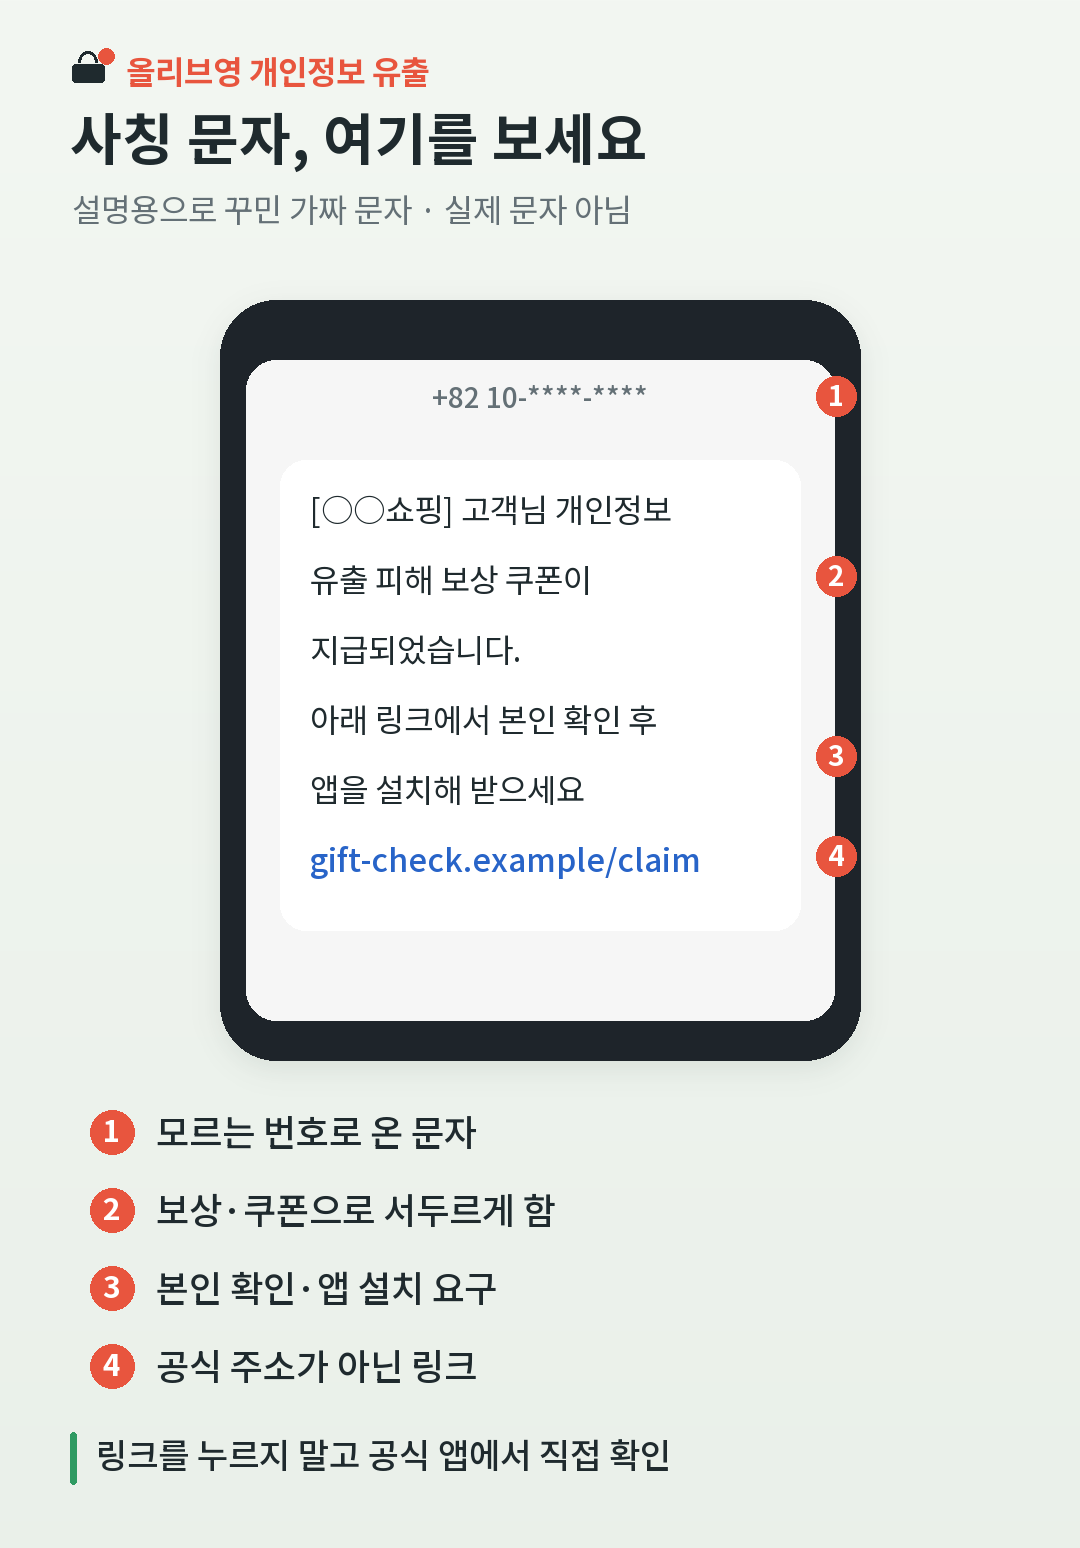 올리브영 개인정보 유출
사칭 문자, 여기를 보세요
설명용으로 꾸민 가짜 문자 · 실제 문자 아님
+82 10-****-****
1
[○○쇼핑] 고객님 개인정보
유출 피해 보상 쿠폰이
2
지급되었습니다.
아래 링크에서 본인 확인 후
3
앱을 설치해 받으세요
gift-check.example/claim
4
1 모르는 번호로 온 문자
2 보상·쿠폰으로 서두르게 함
3 본인 확인·앱 설치 요구
4 공식 주소가 아닌 링크
링크를 누르지 말고 공식 앱에서 직접 확인